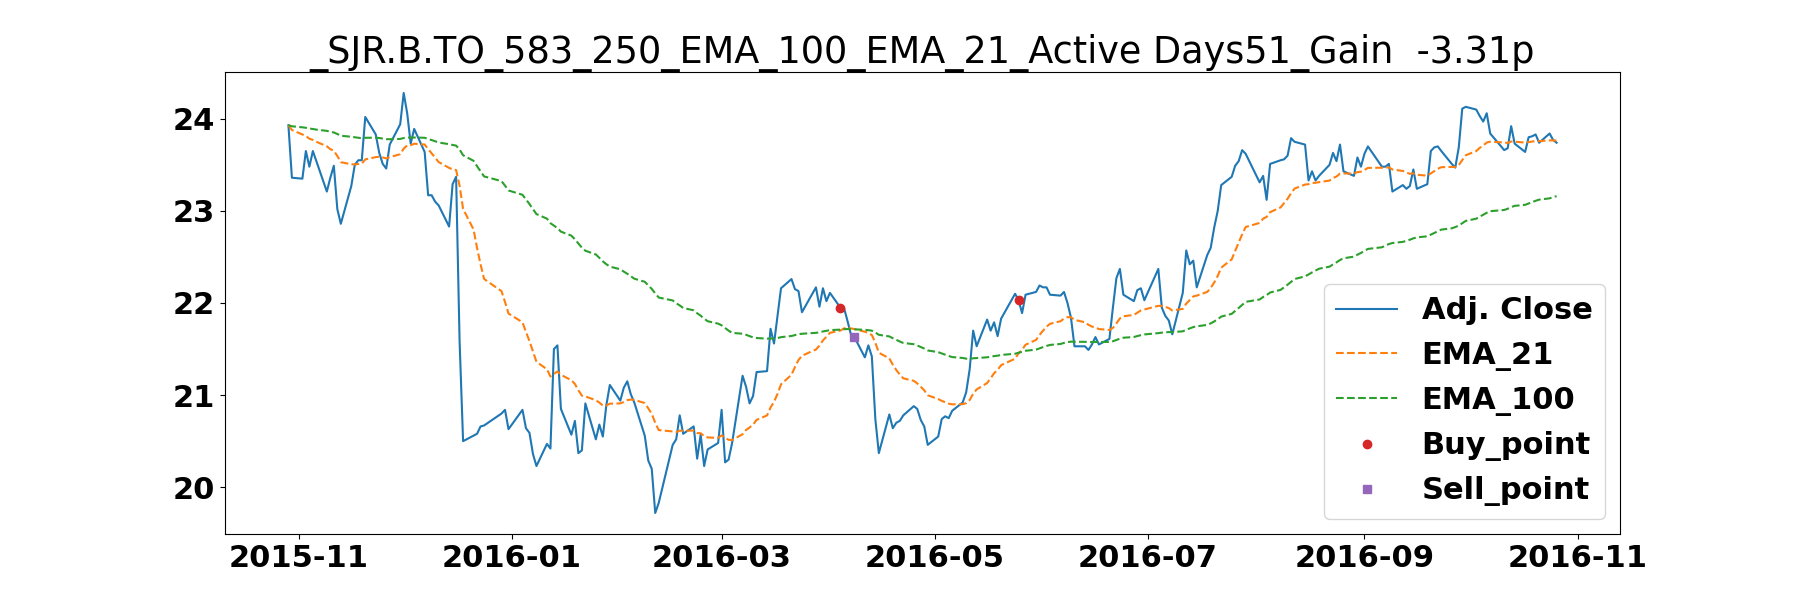 _SJR.B.TO_583_250_EMA_100_EMA_21_Active Days51_Gain  -3.31p
24
23
22
21
20
Adj. Close
EMA_21
EMA_100
Buy_point
Sell_point
2015-11 2016-01 2016-03 2016-05 2016-07 2016-09 2016-11